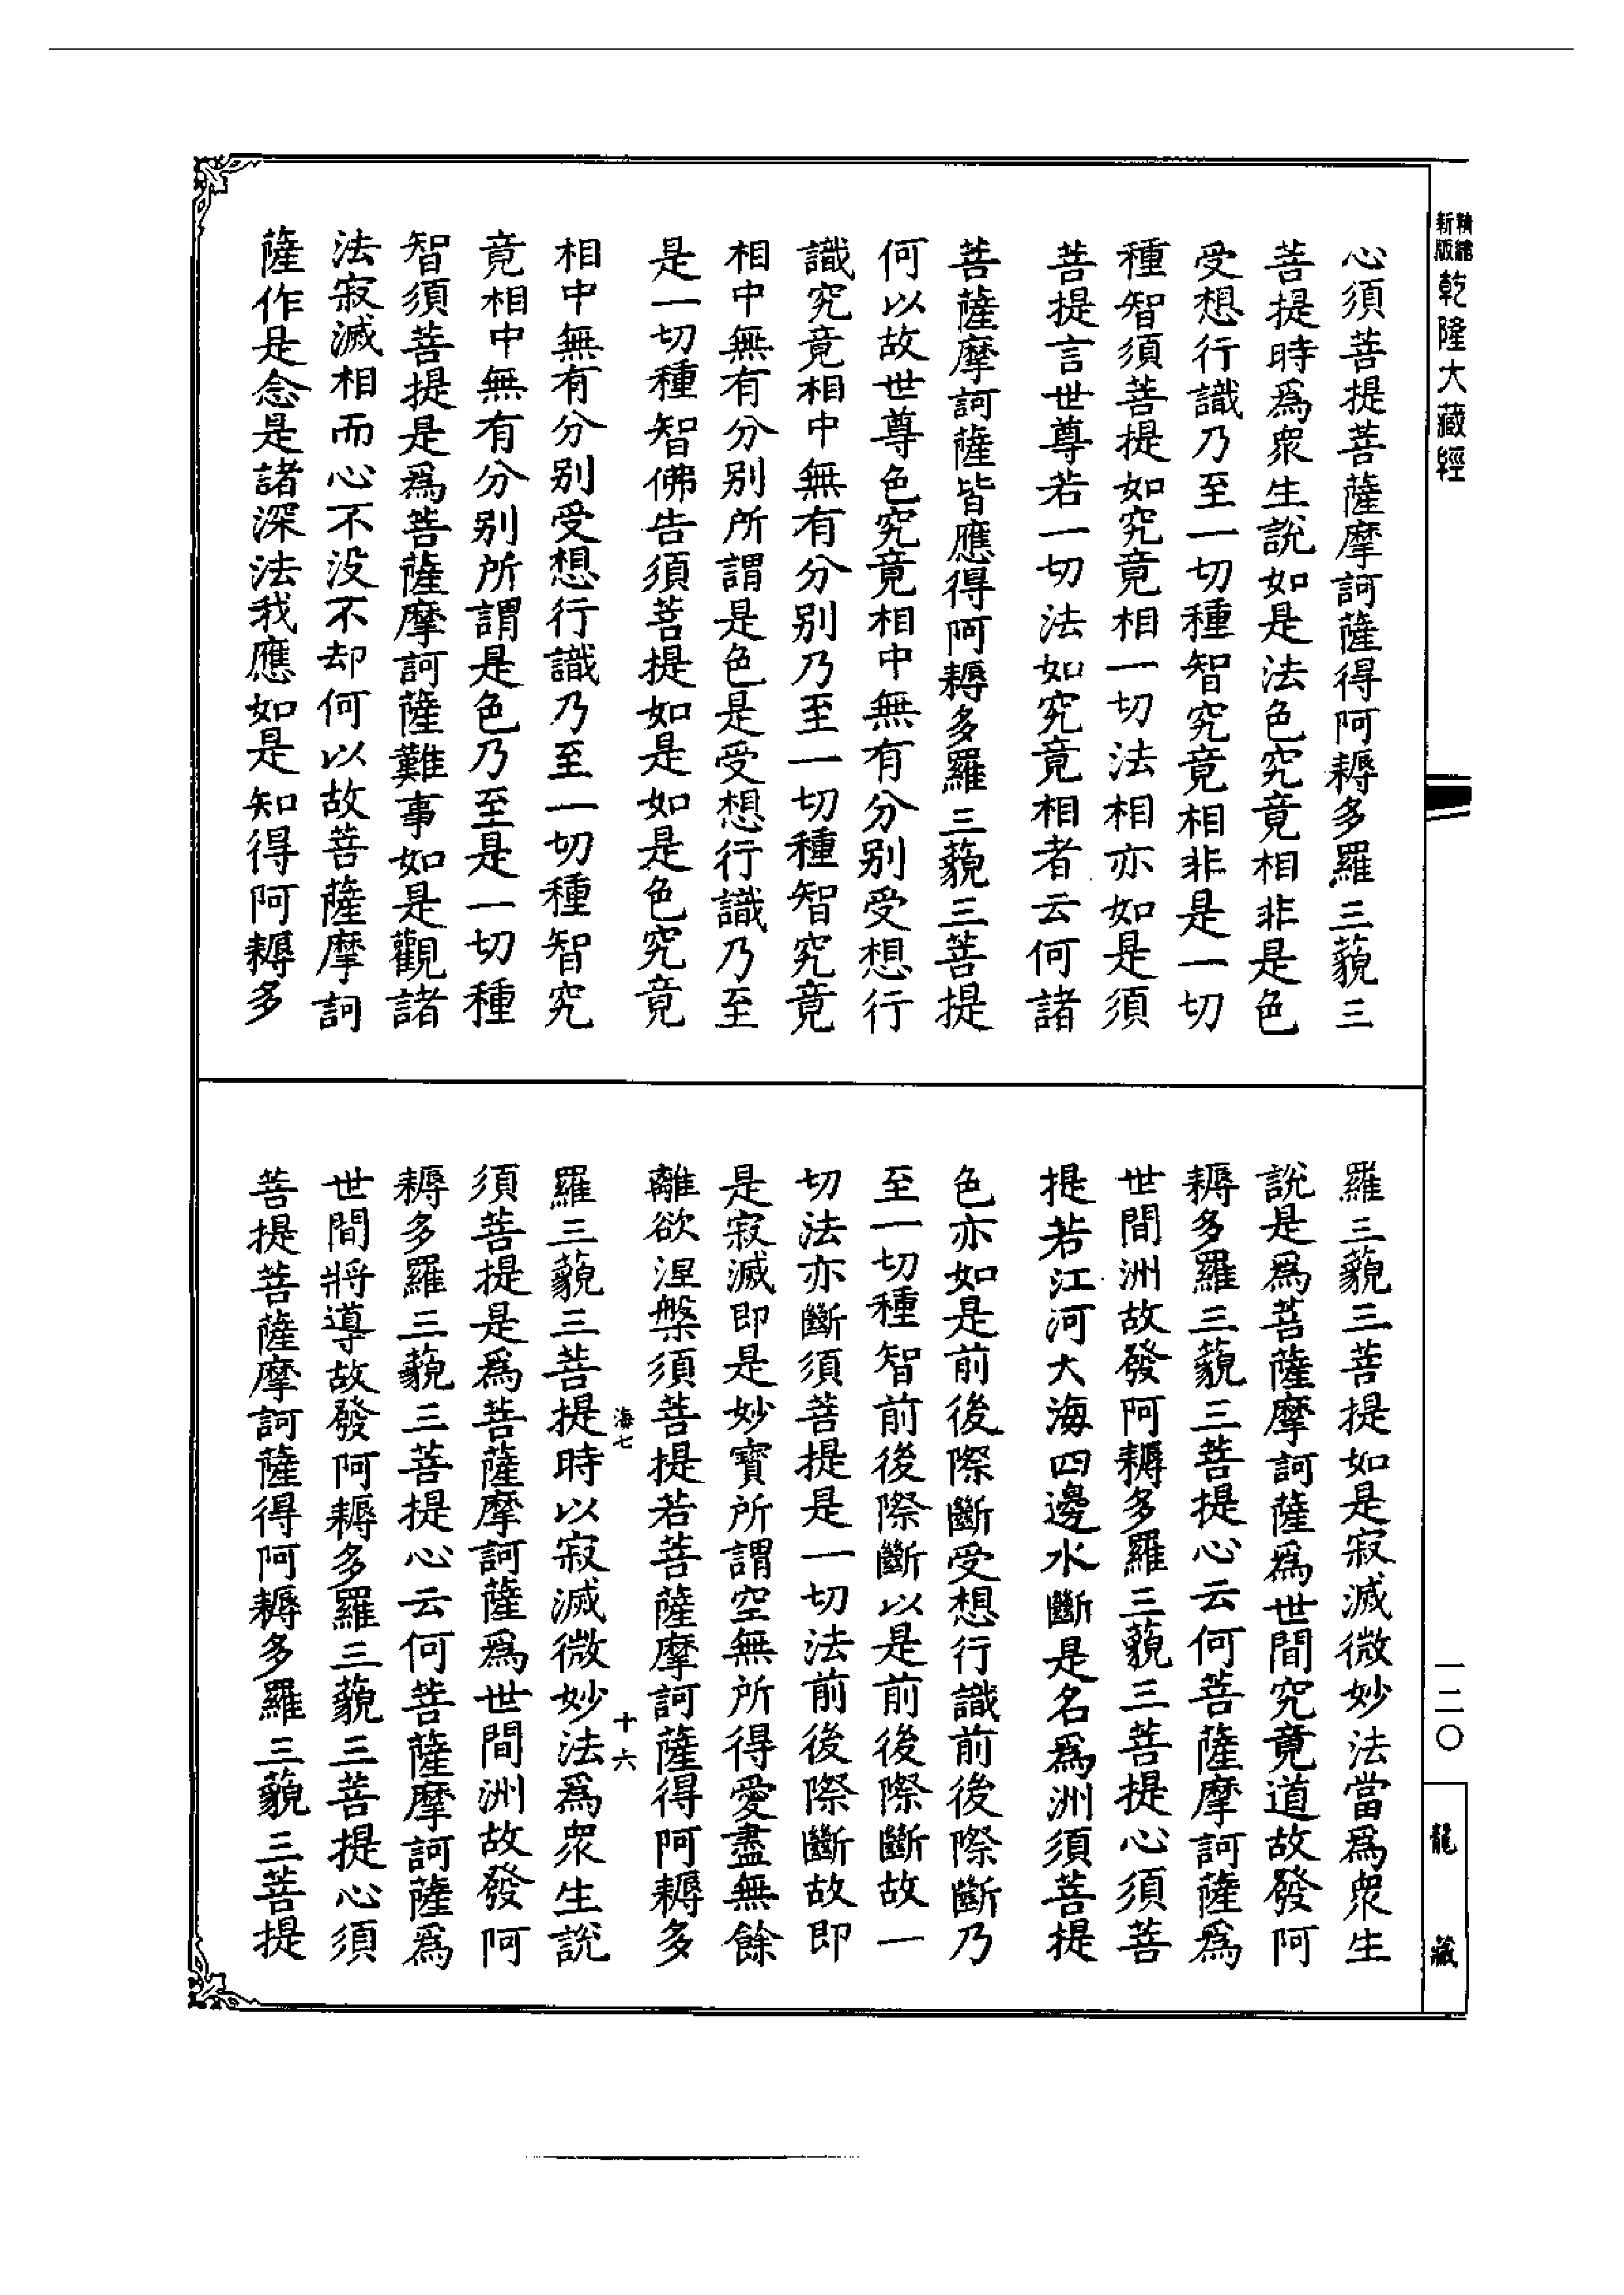 新版精縮
乾隆大藏經
心須菩提菩薩摩訶薩得阿耨多羅三藐三
菩提時爲衆生說如是法色究竟相非是色
受想行識乃至一切種智究竟相非是一切
種智須菩提如究竟相一切法相亦如是須
菩提言世尊若一切法如究竟相者云何諸
菩薩摩訶薩皆應得阿耨多羅三藐三菩提
何以故世尊色究竟相中無有分別受想行
識究竟相中無有分別乃至一切種智究竟
相中無有分別所謂是色是受想行識乃至
是一切種智佛告須菩提如是如是色究竟
相中無有分別受想行識乃至一切種智究
竟相中無有分別所謂是色乃至是一切種
智須菩提是爲菩薩摩訶薩難事如是觀諸
法寂滅相而心不没不却何以故菩薩摩訶
薩作是念是諸深法我應如是知得阿耨多
羅三藐三菩提如是寂滅微妙法當爲衆生
說是爲菩薩摩訶薩爲世間究竟道故發阿
耨多羅三藐三菩提心云何菩薩摩訶薩爲
世間洲故發阿耨多羅三藐三菩提心須菩
提若江河大海四邊水斷是名爲洲須菩提
色亦如是前後際斷受想行識前後際斷乃
至一切種智前後際斷以是前後際斷故一
切法亦斷須菩提是一切法前後際斷故即
是寂滅即是妙寶所謂空無所得愛盡無餘
離欲涅槃須菩提若菩薩摩訶薩得阿耨多
海七 十六
羅三藐三菩提時以寂滅微妙法爲衆生說
須菩提是爲菩薩摩訶薩爲世間洲故發阿
耨多羅三藐三菩提心云何菩薩摩訶薩爲
世間將導故發阿耨多羅三藐三菩提心須
菩提菩薩摩訶薩得阿耨多羅三藐三菩提
一二〇
龍藏